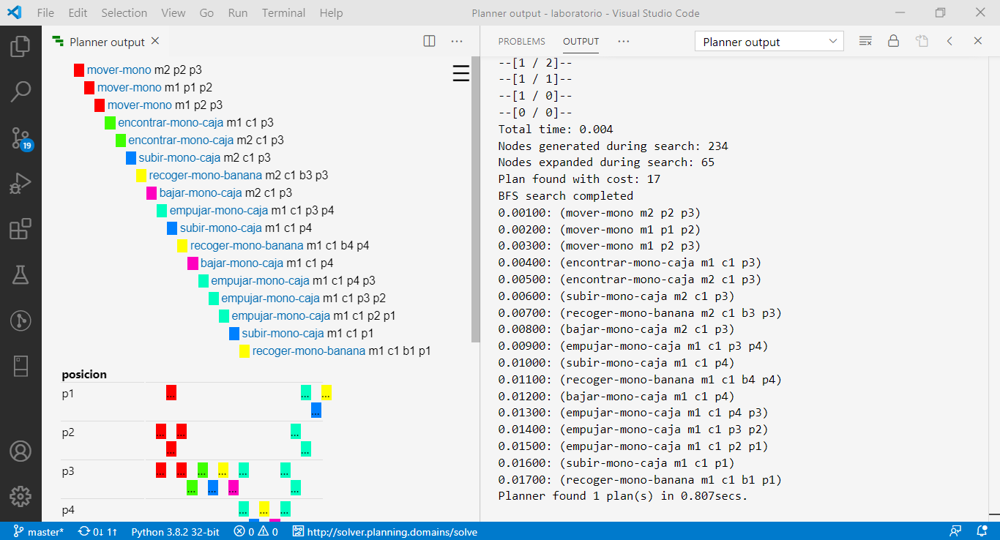 File Edit Selection View Go Run Terminal Help
Planner output - laboratorio - Visual Studio Code
Planner output
mover-mono m2 p2 p3
mover-mono m1 p1 p2
mover-mono m1 p2 p3
encontrar-mono-caja m1 c1 p3
encontrar-mono-caja m2 c1 p3
subir-mono-caja m2 c1 p3
recoger-mono-banana m2 c1 b3 p3
bajar-mono-caja m2 c1 p3
empujar-mono-caja m1 c1 p3 p4
subir-mono-caja m1 c1 p4
recoger-mono-banana m1 c1 b4 p4
bajar-mono-caja m1 c1 p4
empujar-mono-caja m1 c1 p4 p3
empujar-mono-caja m1 c1 p3 p2
empujar-mono-caja m1 c1 p2 p1
subir-mono-caja m1 c1 p1
recoger-mono-banana m1 c1 b1 p1
posicion
p1
... ... ...
...
p2
... ... ...
... ...
p3
... ... ... ... ... ...
... ... ... ...
p4
... ... ...
PROBLEMS OUTPUT ...
Planner output
--[1 / 2]--
--[1 / 1]--
--[1 / 0]--
--[0 / 0]--
Total time: 0.004
Nodes generated during search: 234
Nodes expanded during search: 65
Plan found with cost: 17
BFS search completed
0.00100: (mover-mono m2 p2 p3)
0.00200: (mover-mono m1 p1 p2)
0.00300: (mover-mono m1 p2 p3)
0.00400: (encontrar-mono-caja m1 c1 p3)
0.00500: (encontrar-mono-caja m2 c1 p3)
0.00600: (subir-mono-caja m2 c1 p3)
0.00700: (recoger-mono-banana m2 c1 b3 p3)
0.00800: (bajar-mono-caja m2 c1 p3)
0.00900: (empujar-mono-caja m1 c1 p3 p4)
0.01000: (subir-mono-caja m1 c1 p4)
0.01100: (recoger-mono-banana m1 c1 b4 p4)
0.01200: (bajar-mono-caja m1 c1 p4)
0.01300: (empujar-mono-caja m1 c1 p4 p3)
0.01400: (empujar-mono-caja m1 c1 p3 p2)
0.01500: (empujar-mono-caja m1 c1 p2 p1)
0.01600: (subir-mono-caja m1 c1 p1)
0.01700: (recoger-mono-banana m1 c1 b1 p1)
Planner found 1 plan(s) in 0.807secs.
19
master* 0↓ 1↑ Python 3.8.2 32-bit 0 0 http://solver.planning.domains/solve